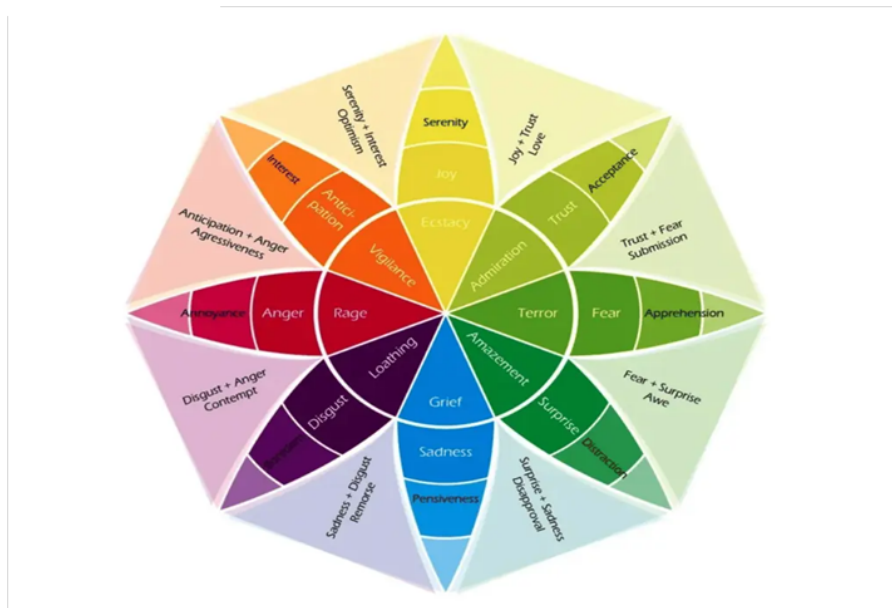 Serenity + Interest
Optimism
Serenity
Joy
Ecstacy
Joy + Trust
Love
Interest
Antici-
pation
Vigilance
Acceptance
Trust
Admiration
Anticipation + Anger
Agressiveness
Trust + Fear
Submission
Annoyance
Anger
Rage
Terror
Fear
Apprehension
Loathing
Disgust
Boredom
Amazement
Surprise
Distraction
Grief
Sadness
Pensiveness
Disgust + Anger
Contempt
Fear + Surprise
Awe
Sadness + Disgust
Remorse
Surprise + Sadness
Disapproval